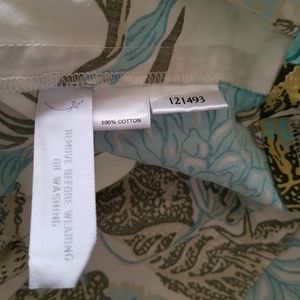 100% COTTON
121493
REMOVE BEFORE WEARING
OR WASHING